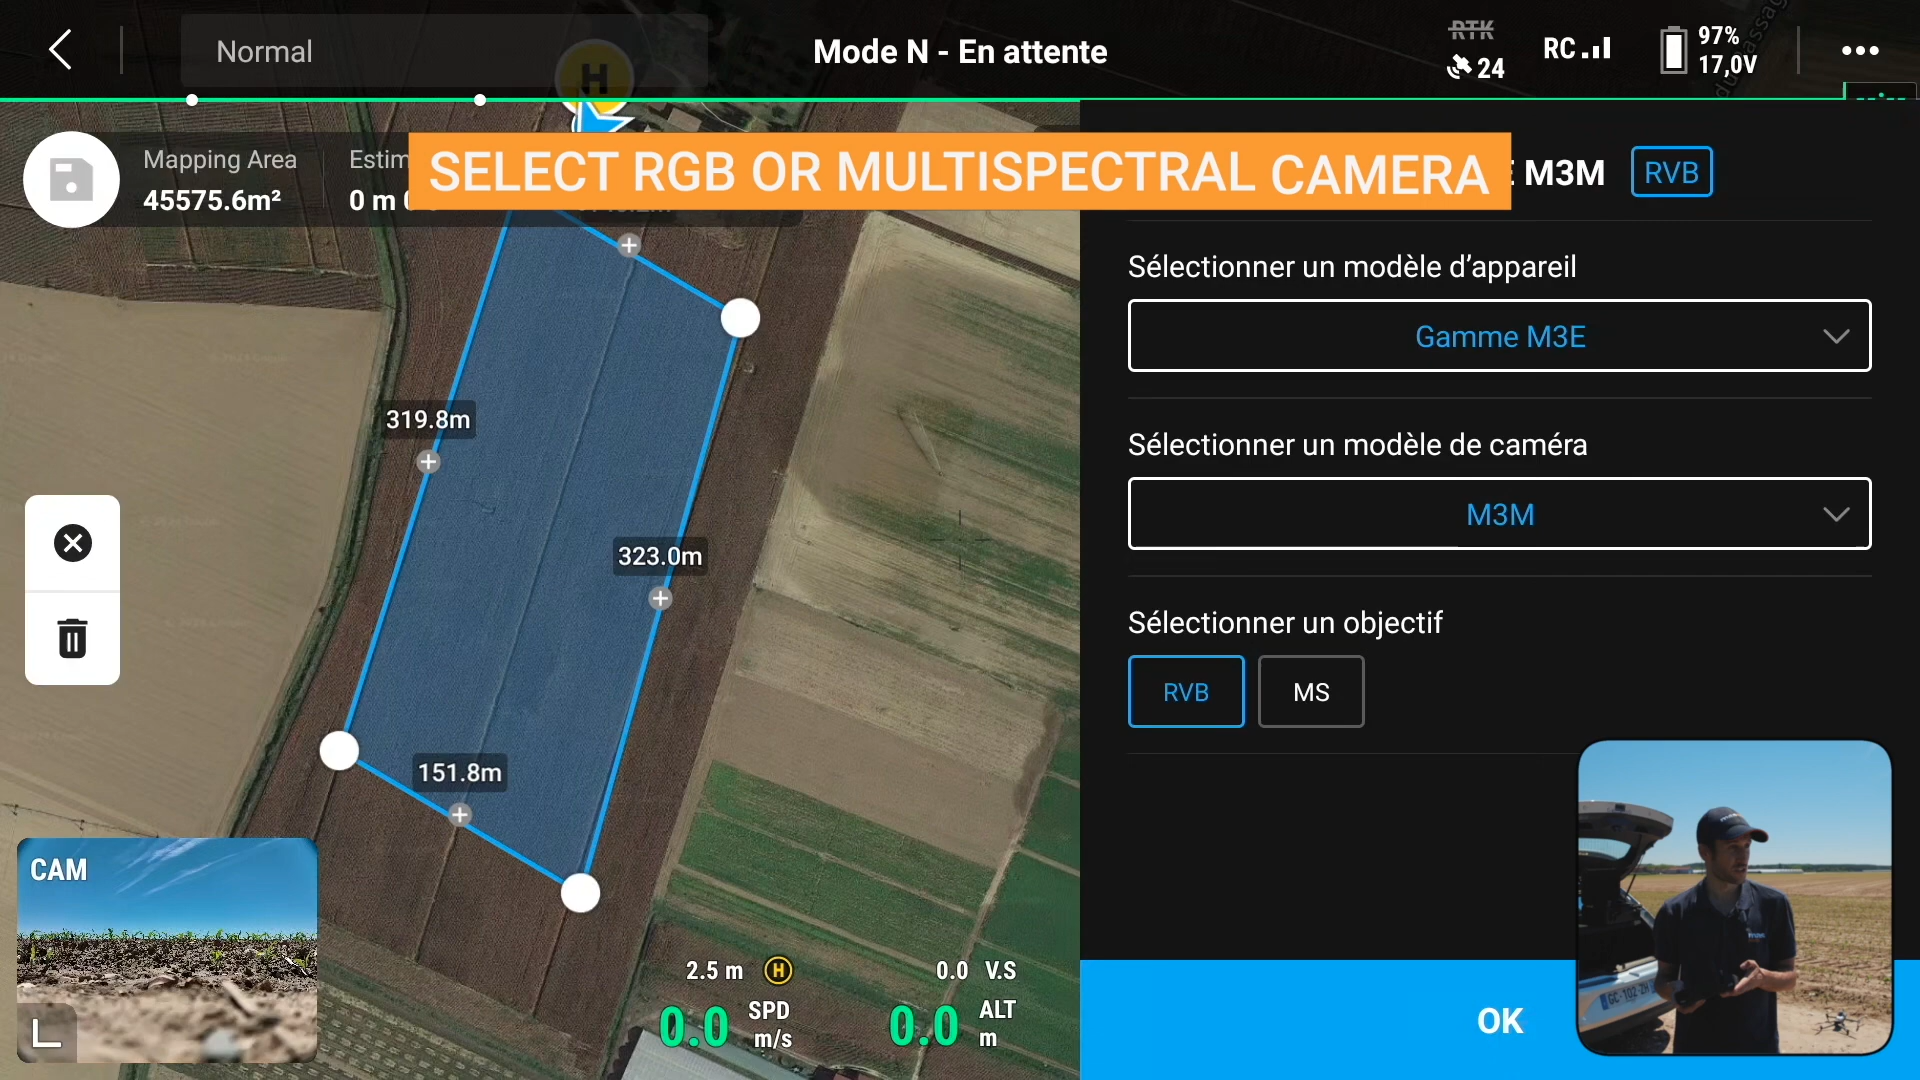 Normal
H
Mode N - En attente
RTK
24
RC
97%
17,0V
Mapping Area
45575.6m²
0 m
SELECT RGB OR MULTISPECTRAL CAMERA
M3M
RVB
Sélectionner un modèle d’appareil
Gamme M3E
Sélectionner un modèle de caméra
M3M
Sélectionner un objectif
RVB
MS
319.8m
323.0m
151.8m
CAM
2.5 m
H
0.0 V.S
0.0 SPD m/s
0.0 ALT m
OK
GC-102-ZH